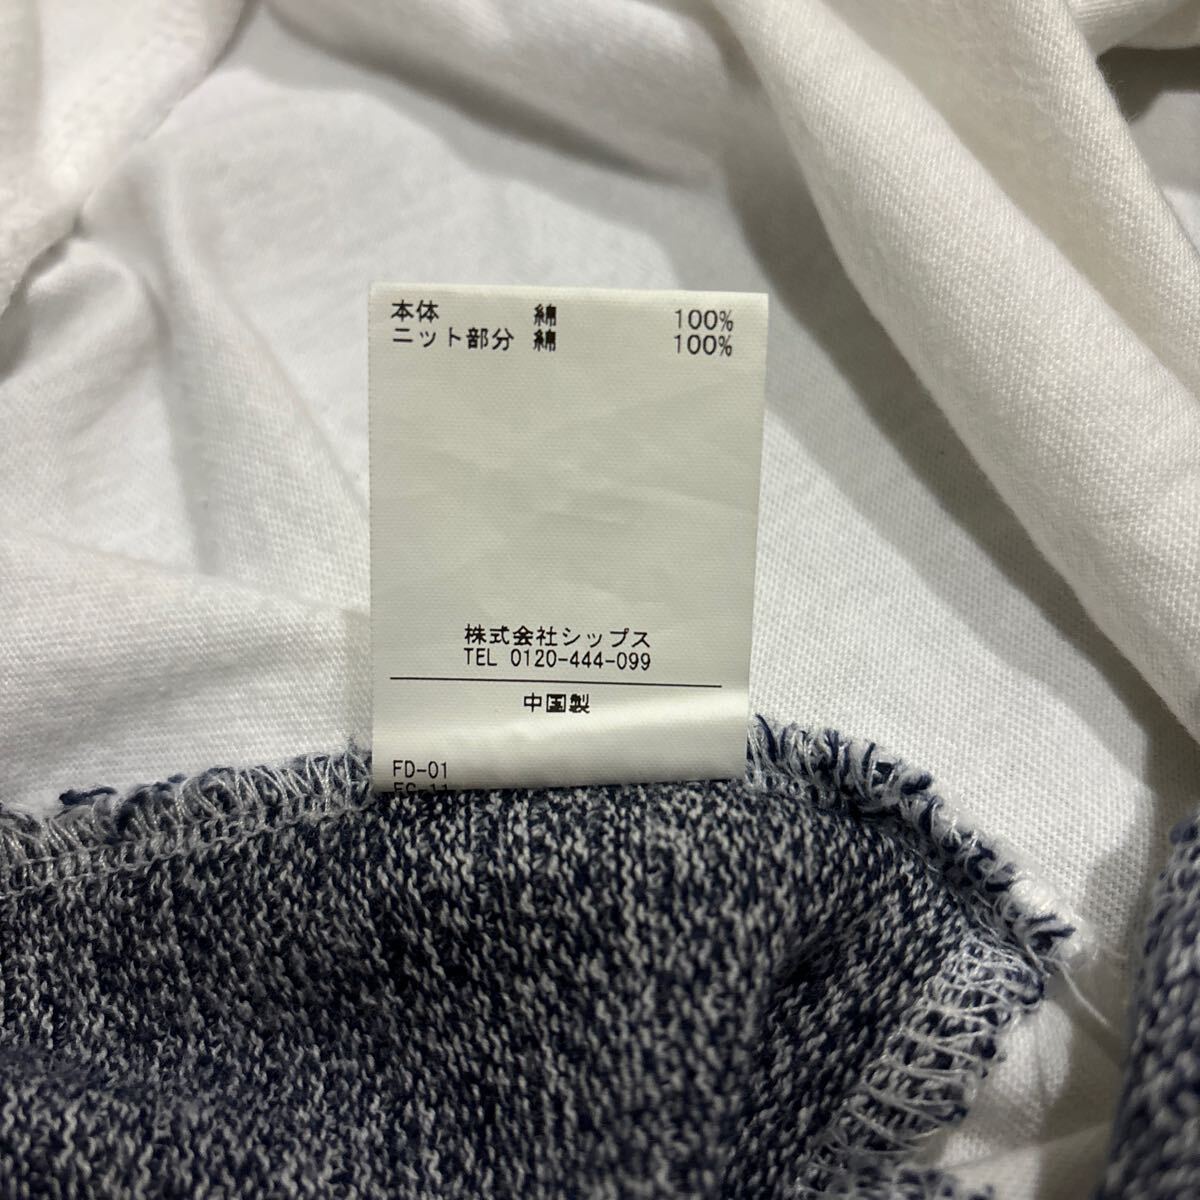 本体 綿 100%
ニット部分 綿 100%
株式会社シップス
TEL 0120-444-099
中国製
FD-01